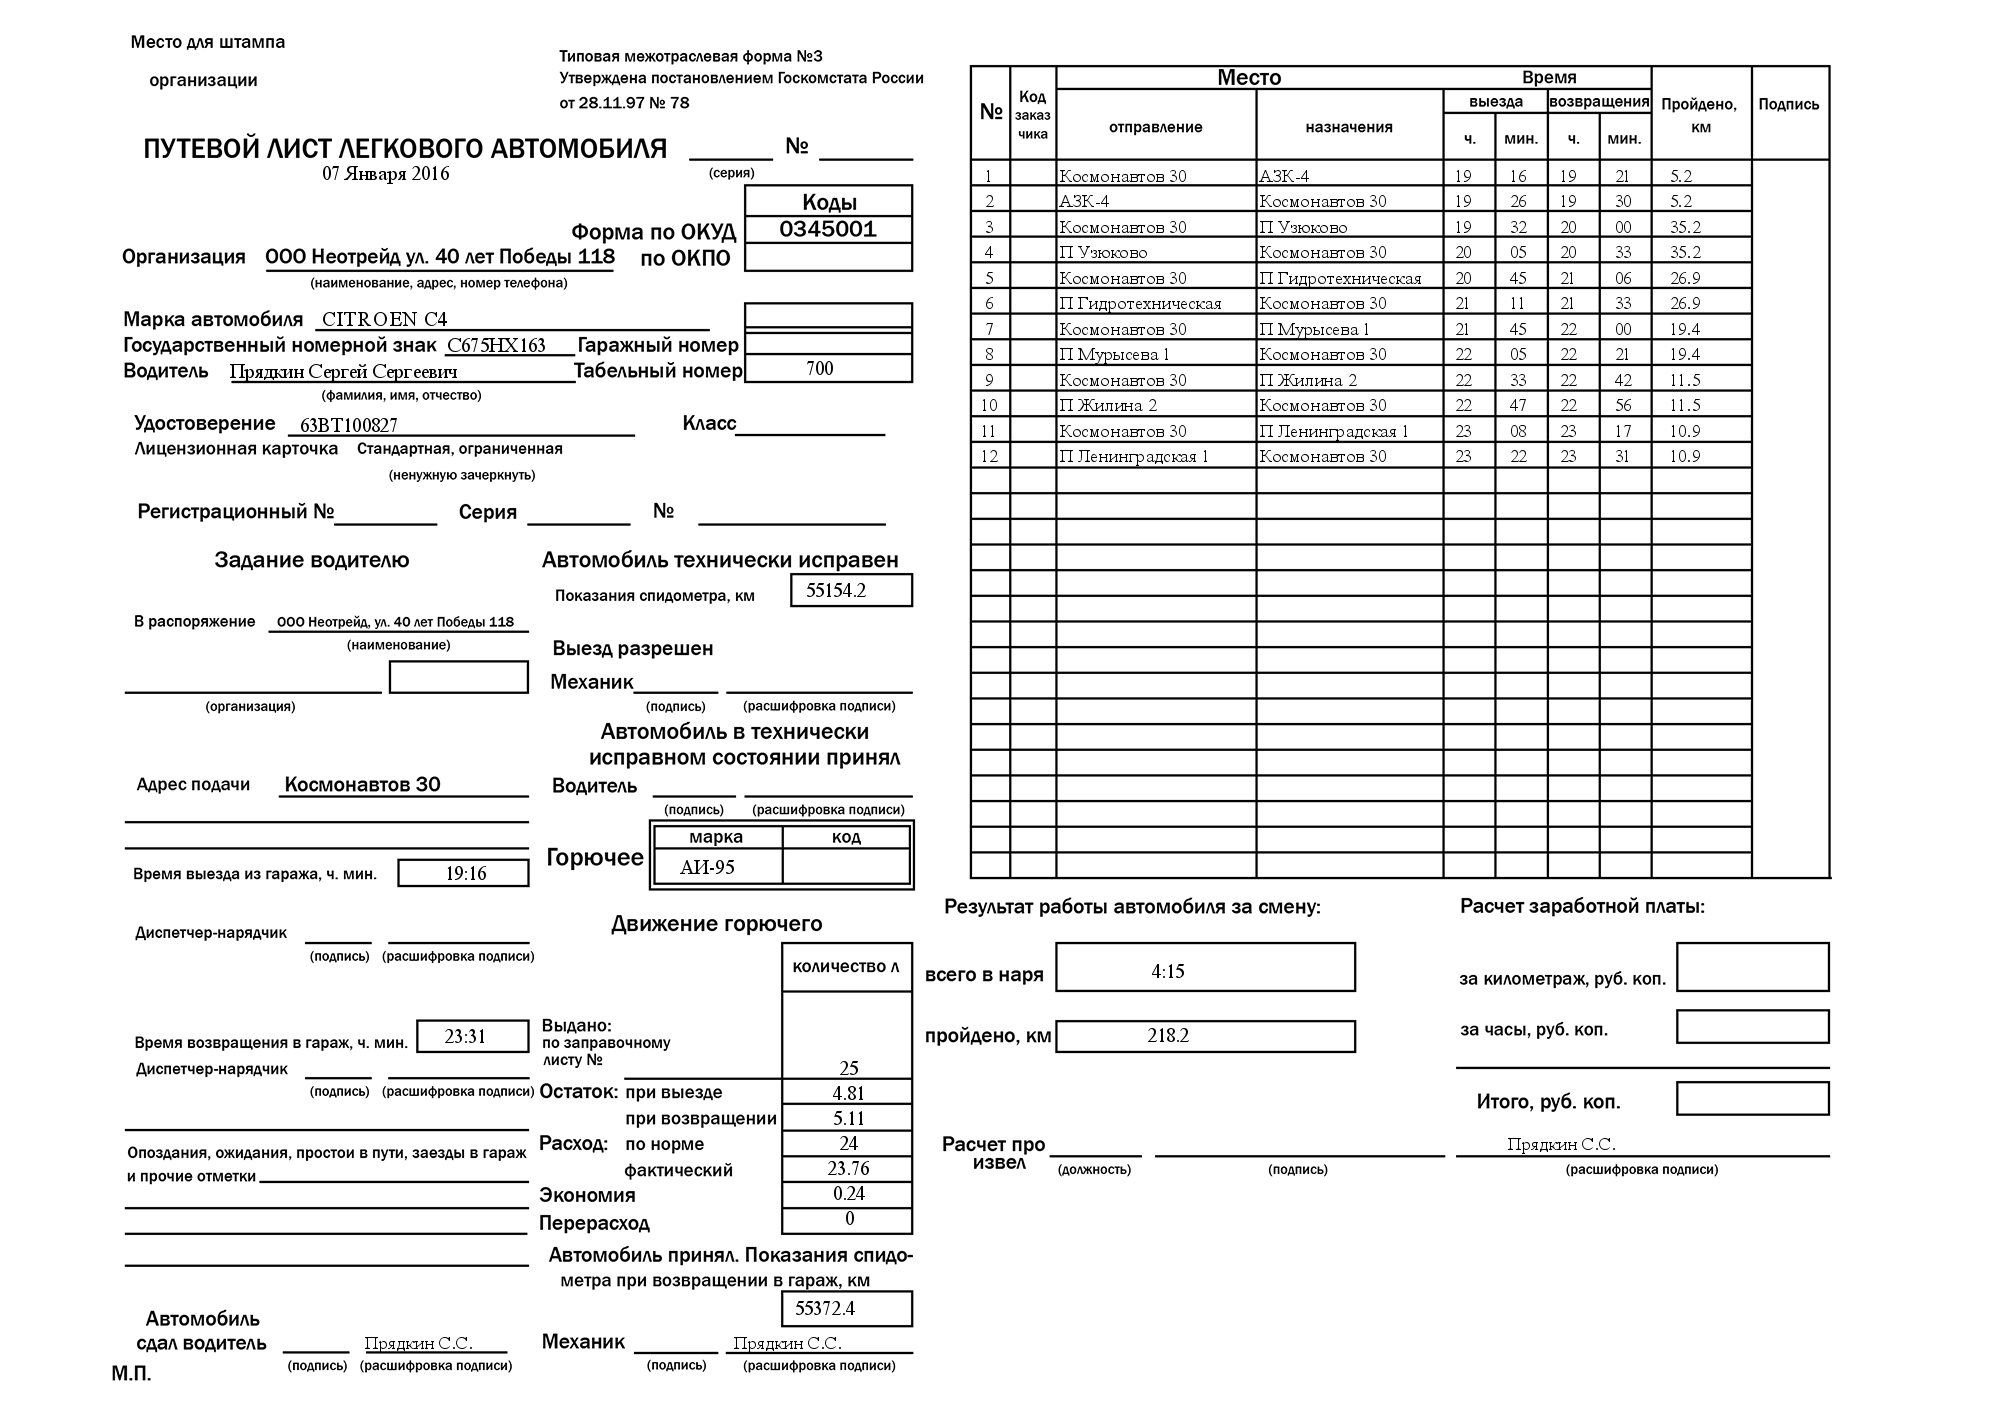 Место для штампа
организации
Типовая межотраслевая форма №3
Утверждена постановлением Госкомстата России
от 28.11.97 № 78
ПУТЕВОЙ ЛИСТ ЛЕГКОВОГО АВТОМОБИЛЯ №
07 Января 2016 (серия)
Коды
Форма по ОКУД 0345001
Организация ООО Неотрейд ул. 40 лет Победы 118 по ОКПО
(наименование, адрес, номер телефона)
Марка автомобиля CITROEN C4
Государственный номерной знак С675НХ163 Гаражный номер
Водитель Прядкин Сергей Сергеевич Табельный номер 700
(фамилия, имя, отчество)
Удостоверение 63ВТ100827 Класс
Лицензионная карточка Стандартная, ограниченная
(ненужную зачеркнуть)
Регистрационный № Серия №
Задание водителю Автомобиль технически исправен
Показания спидометра, км 55154.2
В распоряжение ООО Неотрейд, ул. 40 лет Победы 118
(наименование)
Выезд разрешен
Механик
(организация) (подпись) (расшифровка подписи)
Автомобиль в технически
исправном состоянии принял
Адрес подачи Космонавтов 30 Водитель
(подпись) (расшифровка подписи)
марка код
Горючее АИ-95
Время выезда из гаража, ч. мин. 19:16
Движение горючего
Диспетчер-нарядчик
(подпись) (расшифровка подписи)
количество л
Время возвращения в гараж, ч. мин. 23:31
Диспетчер-нарядчик
(подпись) (расшифровка подписи)
Выдано:
по заправочному
листу № 25
Остаток: при выезде 4.81
при возвращении 5.11
Расход: по норме 24
фактический 23.76
Экономия 0.24
Перерасход 0
Опоздания, ожидания, простои в пути, заезды в гараж
и прочие отметки
Автомобиль принял. Показания спидо-
метра при возвращении в гараж, км
55372.4
Автомобиль
сдал водитель Прядкин С.С. Механик Прядкин С.С.
(подпись) (расшифровка подписи) (подпись) (расшифровка подписи)
М.П.
№ Код заказ чика Место Время Пройдено, км Подпись
отправление назначения выезда возвращения
ч. мин. ч. мин.
1 Космонавтов 30 АЗК-4 19 16 19 21 5.2
2 АЗК-4 Космонавтов 30 19 26 19 30 5.2
3 Космонавтов 30 П Узюково 19 32 20 00 35.2
4 П Узюково Космонавтов 30 20 05 20 33 35.2
5 Космонавтов 30 П Гидротехническая 20 45 21 06 26.9
6 П Гидротехническая Космонавтов 30 21 11 21 33 26.9
7 Космонавтов 30 П Мурысева 1 21 45 22 00 19.4
8 П Мурысева 1 Космонавтов 30 22 05 22 21 19.4
9 Космонавтов 30 П Жилина 2 22 33 22 42 11.5
10 П Жилина 2 Космонавтов 30 22 47 22 56 11.5
11 Космонавтов 30 П Ленинградская 1 23 08 23 17 10.9
12 П Ленинградская 1 Космонавтов 30 23 22 23 31 10.9
Результат работы автомобиля за смену: Расчет заработной платы:
всего в наря 4:15 за километраж, руб. коп.
пройдено, км 218.2 за часы, руб. коп.
Итого, руб. коп.
Расчет про
извел Прядкин С.С.
(должность) (подпись) (расшифровка подписи)